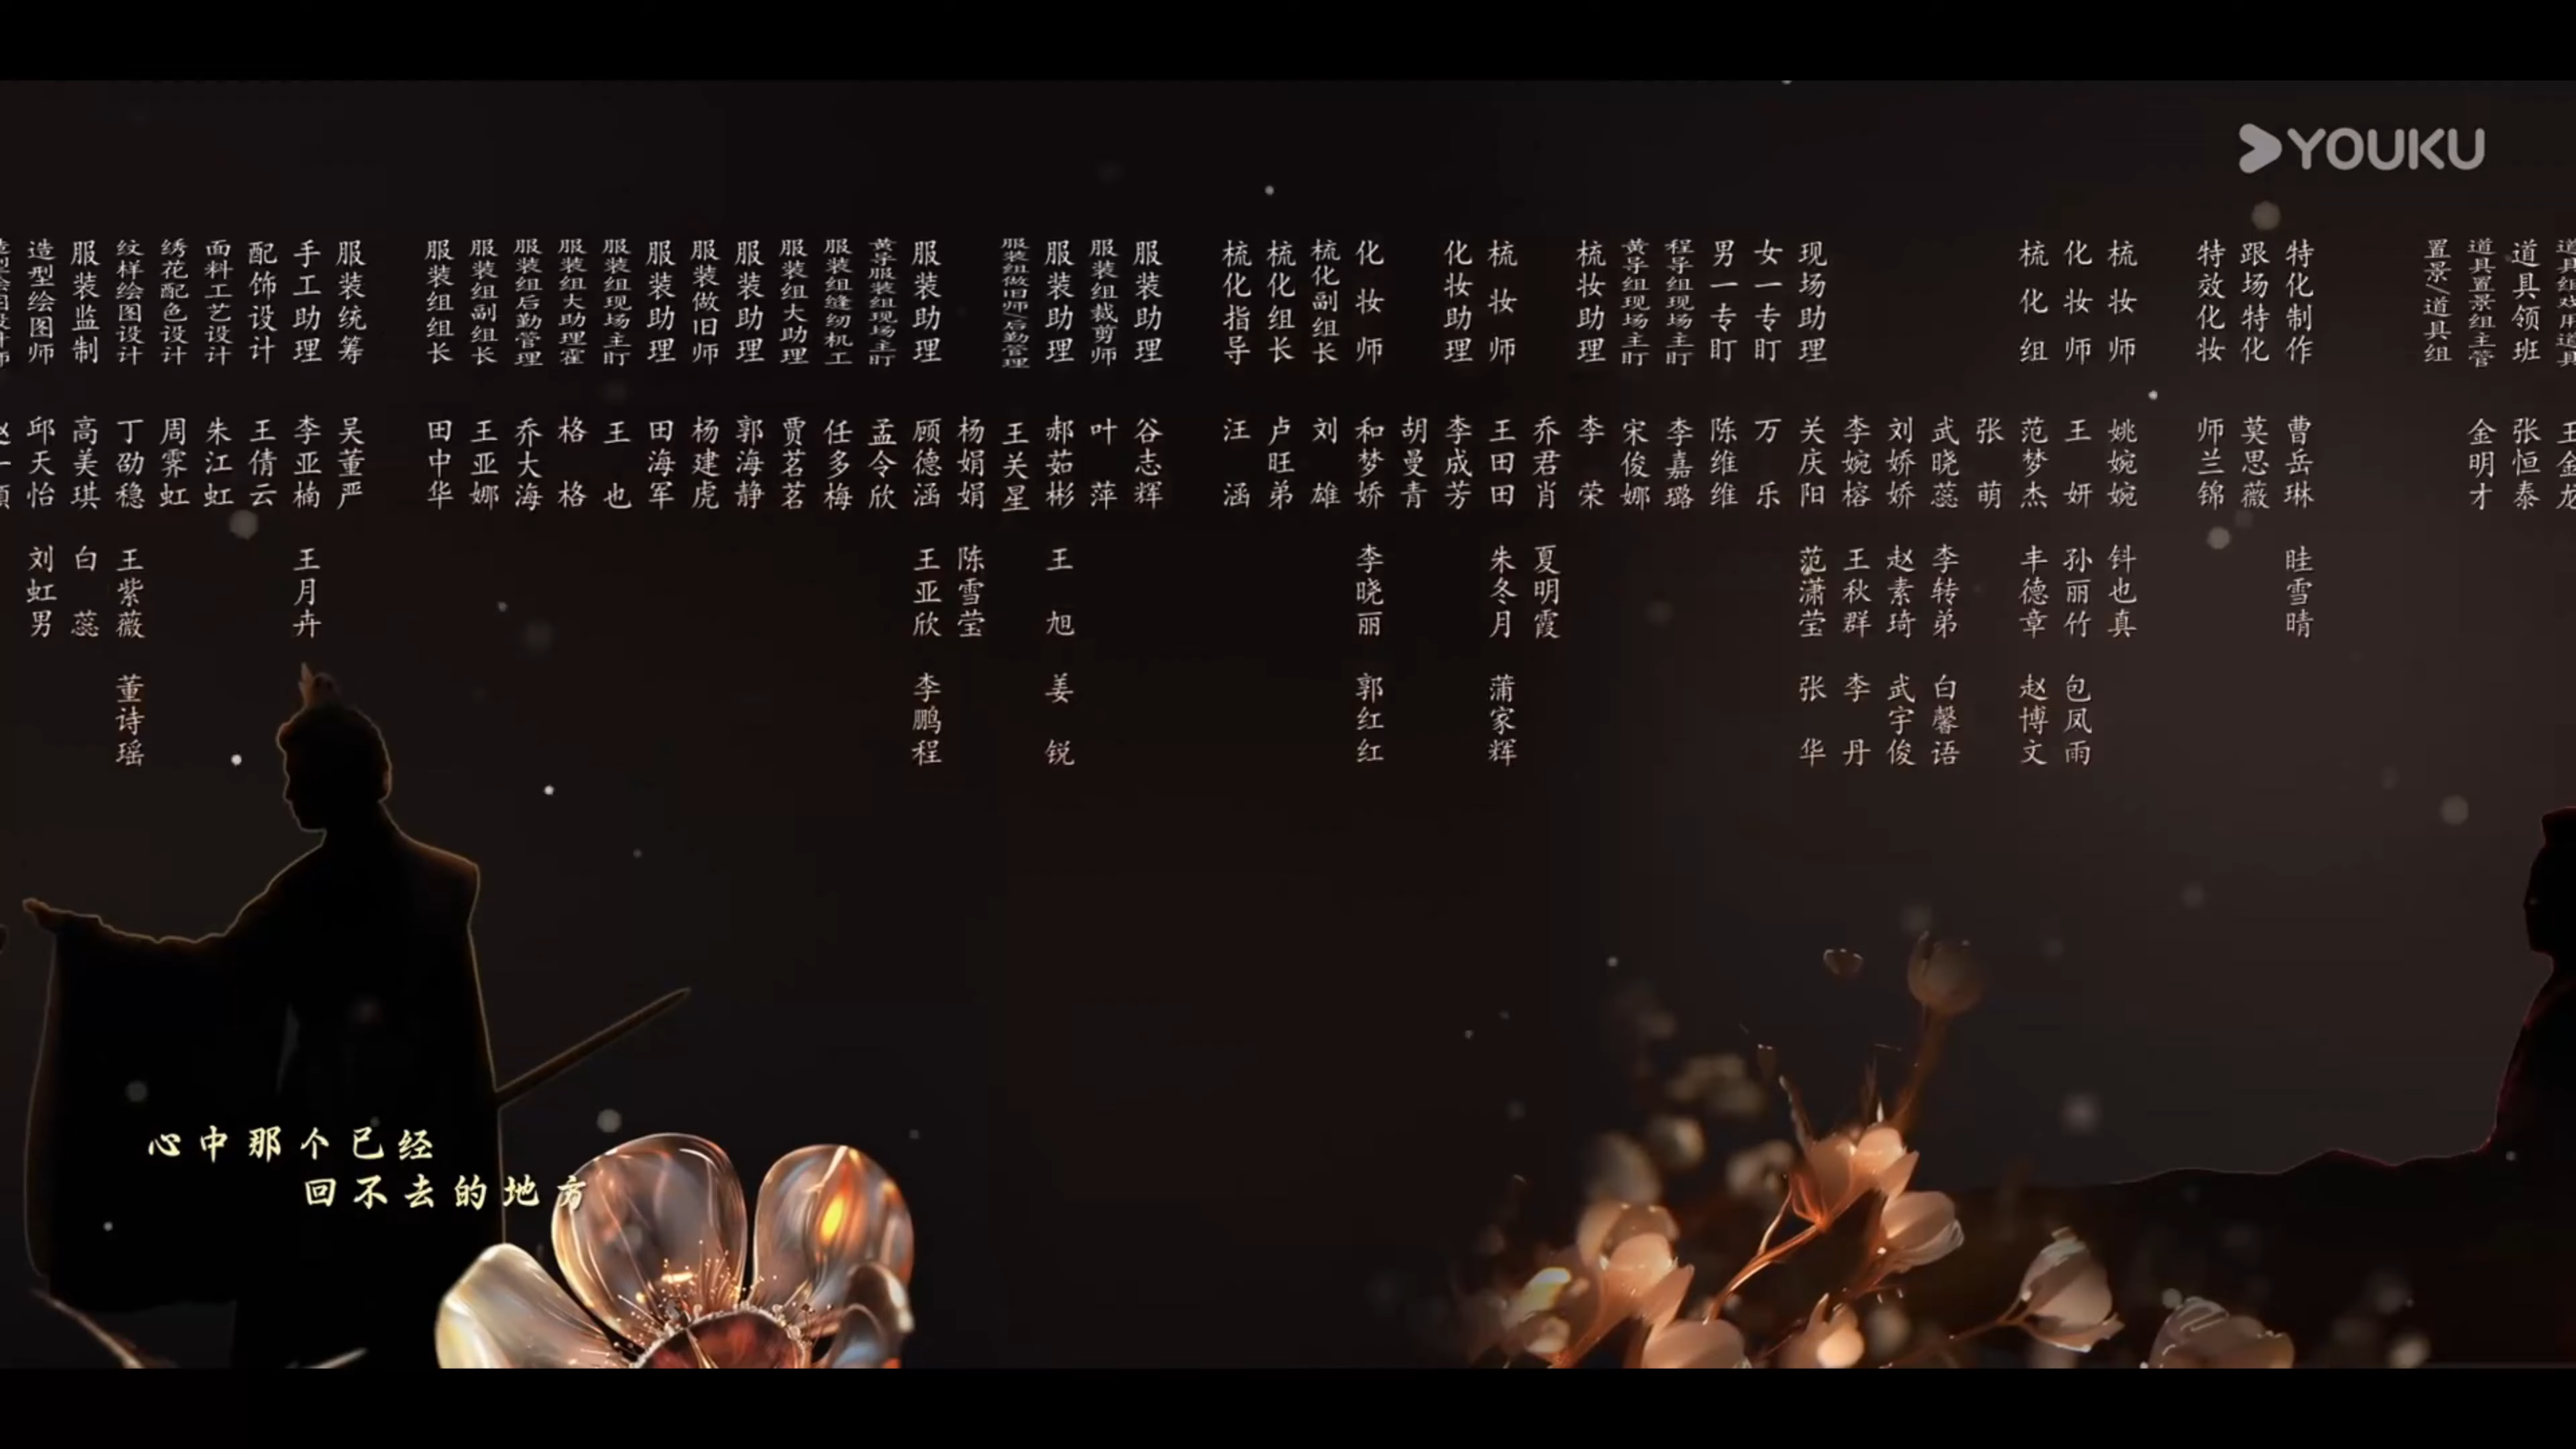 YOUKU
造型绘图师 邱天怡 刘虹男
服装监制 高美琪 白蕊
纹样绘图设计 丁劭稳 王紫薇 董诗瑶
绣花配色设计 周霁虹
面料工艺设计 朱江虹
配饰设计 王倩云
手工助理 李亚楠 王月卉
服装统筹 吴董严
服装组组长 田中华
服装组副组长 王亚娜
服装组后勤管理 乔大海
服装组大助理霍 格格
服装组现场主盯 王也
服装助理 田海军
服装做旧师 杨建虎
服装助理 郭海静
服装组大助理 贾茗茗
服装组缝纫机工 任多梅
黄导服装组现场主盯 孟令欣
服装助理 顾德涵 王亚欣 李鹏程
杨娟娟 陈雪莹
服装组做旧师/后勤管理 王关星
服装助理 郝茹彬 王旭 姜锐
服装组裁剪师 叶萍
服装助理 谷志辉
梳化指导 汪涵
梳化组长 卢旺弟
梳化副组长 刘雄
化妆师 和梦娇 李晓丽 郭红红
胡曼青
化妆助理 李成芳
梳妆师 王田田 朱冬月 蒲家辉
乔君肖 夏明霞
梳妆助理 李荣
黄导组现场主盯 宋俊娜
程导组现场主盯 李嘉璐
男一专盯 陈维维
女一专盯 万乐
现场助理 关庆阳 范潇莹 张华
李婉榕 王秋群 李丹
刘娇娇 赵素琦 武宇俊
武晓蕊 李转弟 白馨语
张萌
梳化组 范梦杰 丰德章 赵博文
化妆师 王妍 孙丽竹 包凤雨
梳妆师 姚婉婉 钭也真
特效化妆 师兰锦
跟场特化 莫思薇
特化制作 曹岳琳 眭雪晴
置景/道具组
道具置景组主管 金明才
道具领班 张恒泰
心中那个已经
回不去的地方